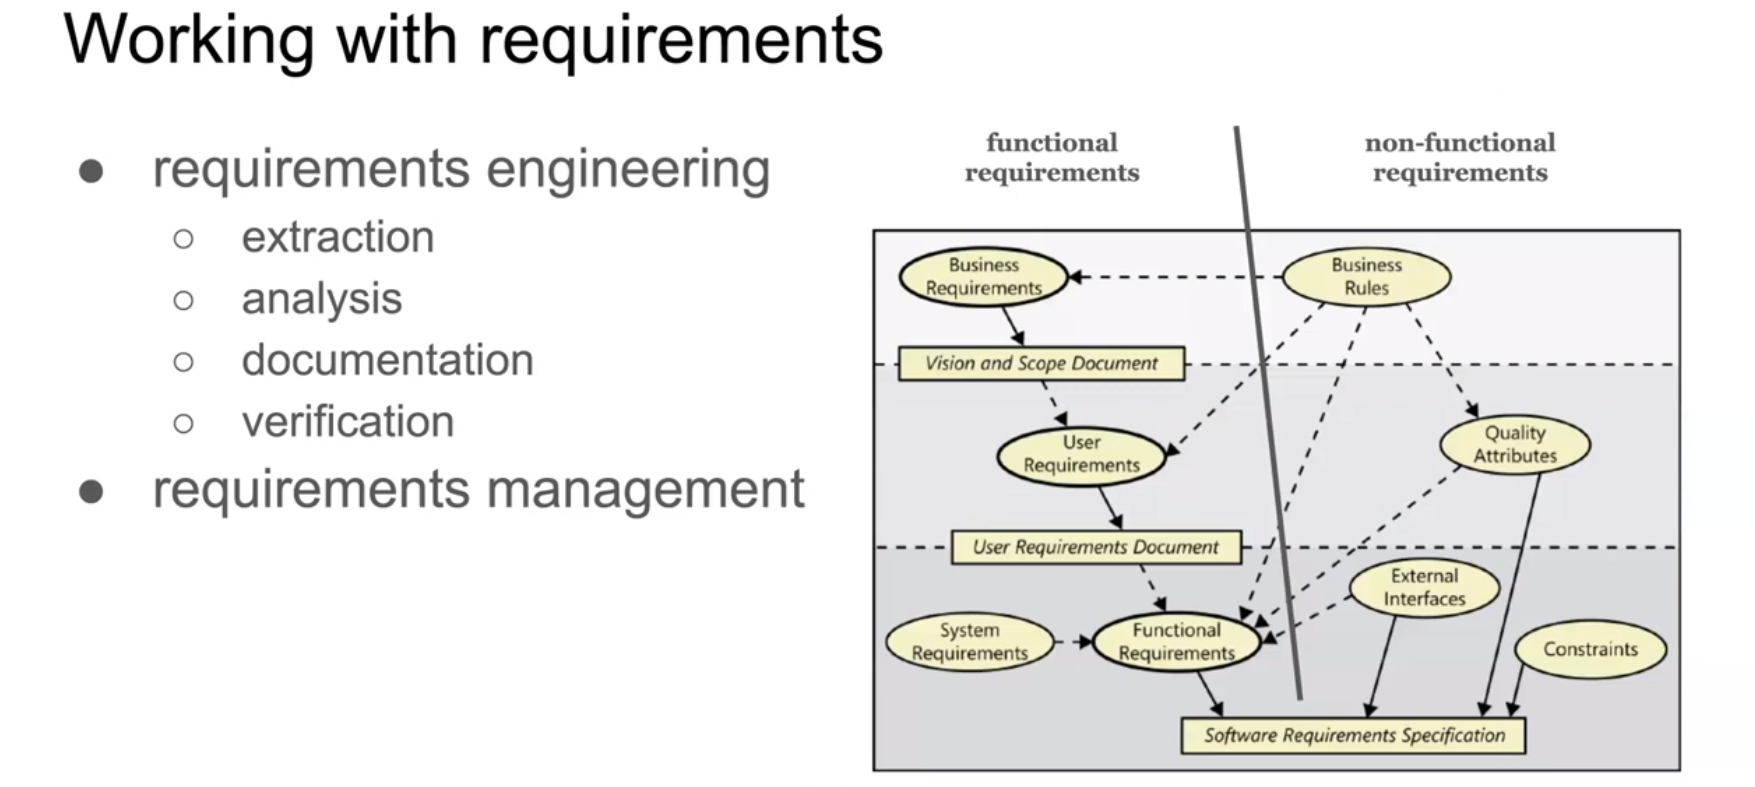 Working with requirements
● requirements engineering
○ extraction
○ analysis
○ documentation
○ verification
● requirements management
functional
requirements
non-functional
requirements
Business
Requirements
Business
Rules
Vision and Scope Document
User
Requirements
Quality
Attributes
User Requirements Document
External
Interfaces
System
Requirements
Functional
Requirements
Constraints
Software Requirements Specification